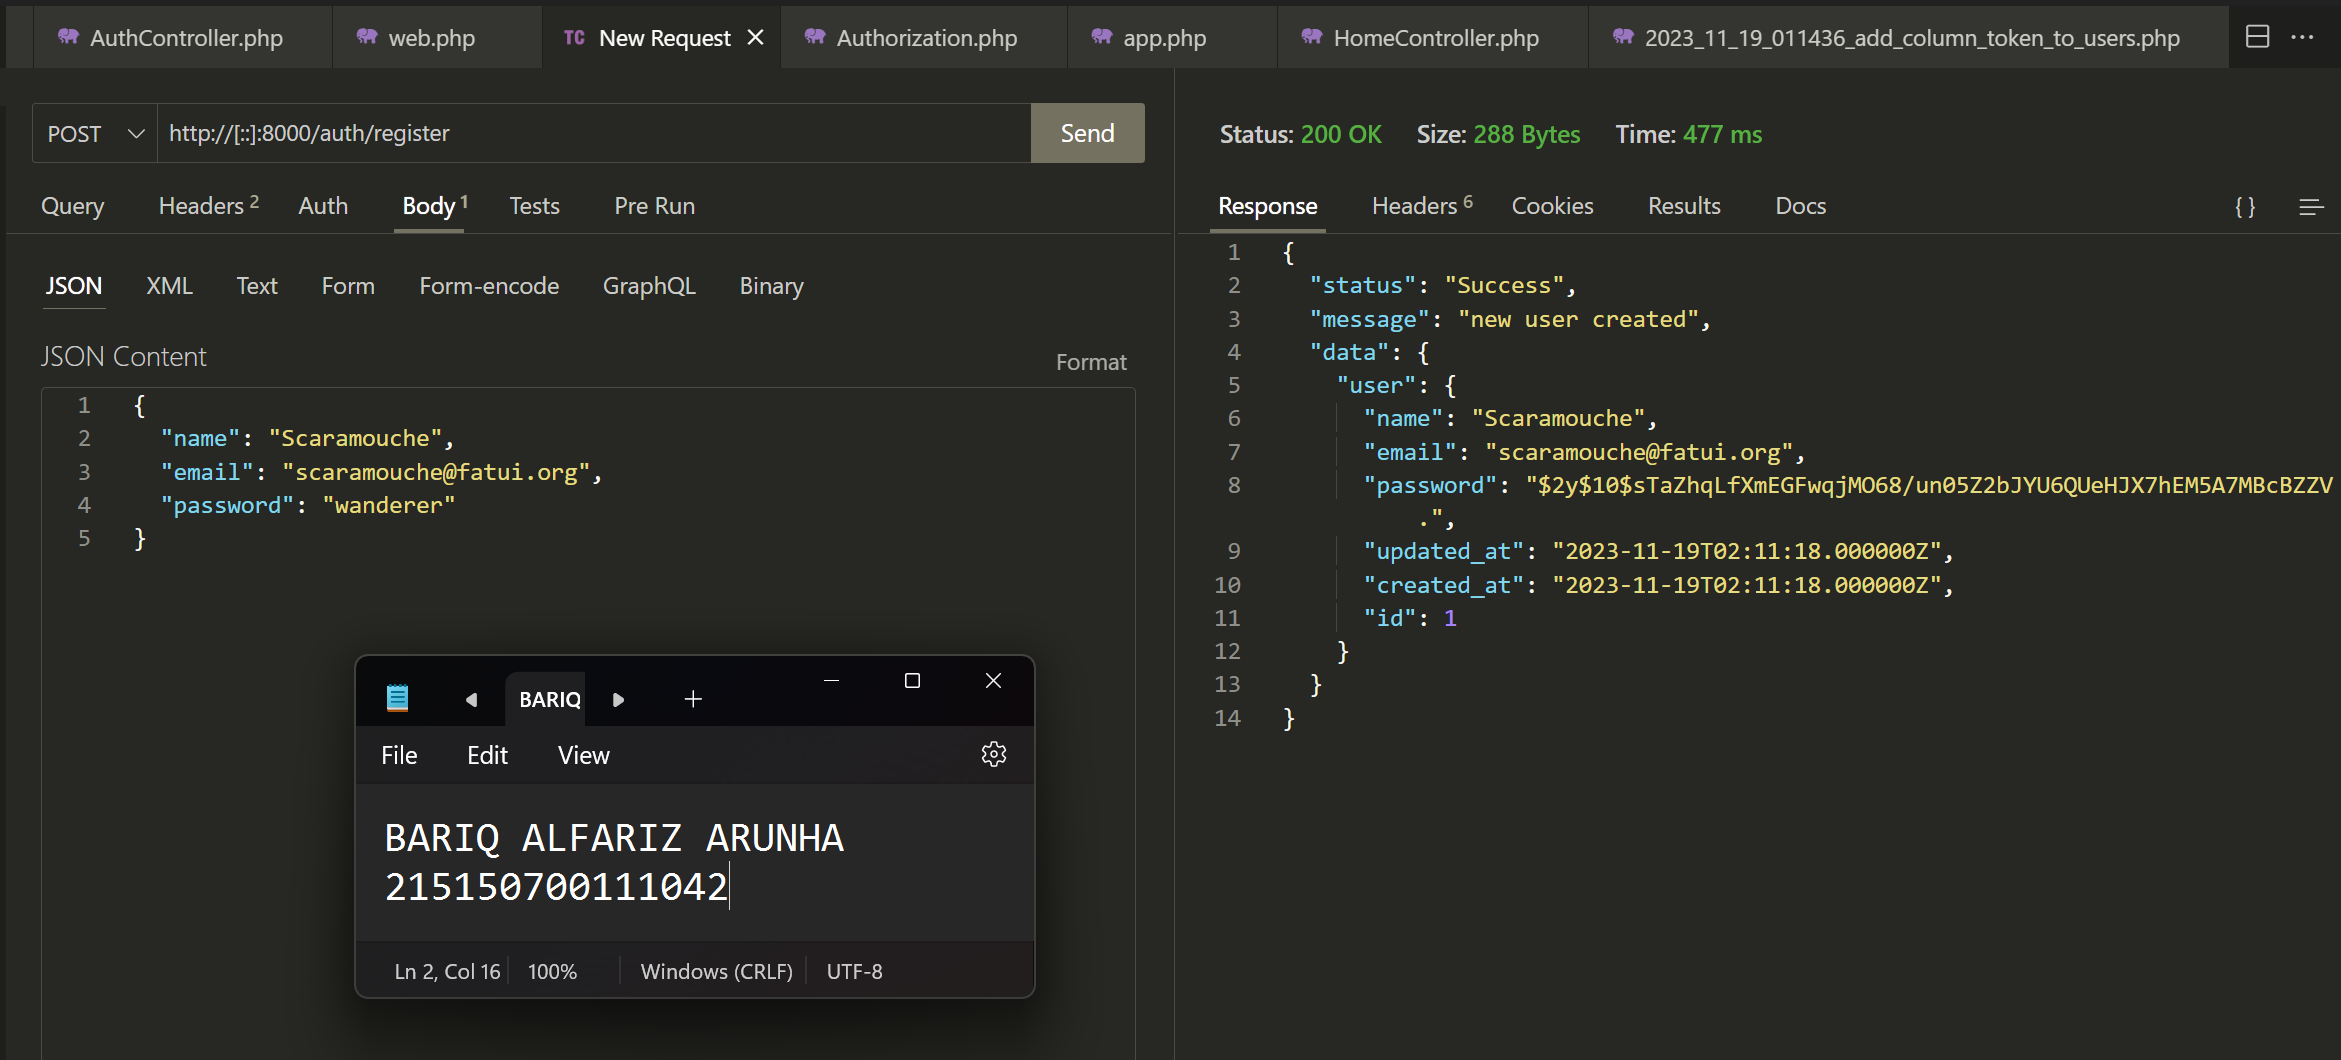 AuthController.php web.php TC New Request Authorization.php app.php HomeController.php 2023_11_19_011436_add_column_token_to_users.php
POST http://[::]:8000/auth/register Send
Query Headers 2 Auth Body 1 Tests Pre Run
JSON XML Text Form Form-encode GraphQL Binary
JSON Content
Format
1 {
2 "name": "Scaramouche",
3 "email": "scaramouche@fatui.org",
4 "password": "wanderer"
5 }
Status: 200 OK Size: 288 Bytes Time: 477 ms
Response Headers 6 Cookies Results Docs { }
1 {
2 "status": "Success",
3 "message": "new user created",
4 "data": {
5 "user": {
6 "name": "Scaramouche",
7 "email": "scaramouche@fatui.org",
8 "password": "$2y$10$sTaZhqLfXmEGFwqjMO68/un05Z2bJYU6QUeHJX7hEM5A7MBcBZZV
.",
9 "updated_at": "2023-11-19T02:11:18.000000Z",
10 "created_at": "2023-11-19T02:11:18.000000Z",
11 "id": 1
12 }
13 }
14 }
BARIQ
File Edit View
BARIQ ALFARIZ ARUNHA
215150700111042
Ln 2, Col 16 100% Windows (CRLF) UTF-8